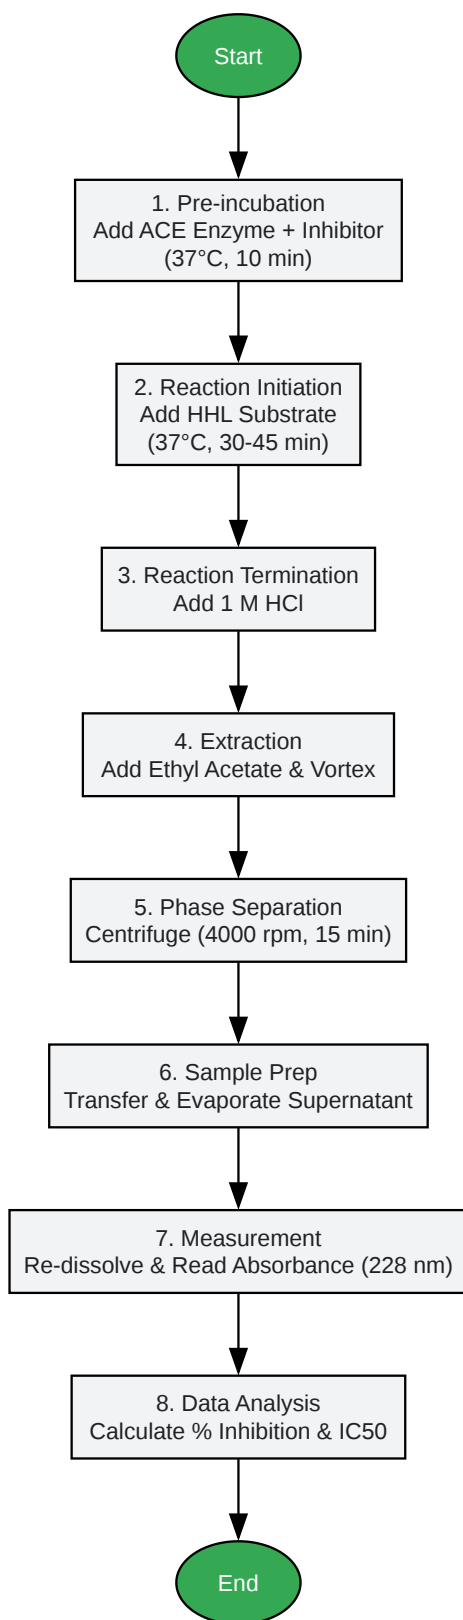 Start
1. Pre-incubation
Add ACE Enzyme + Inhibitor
(37°C, 10 min)
2. Reaction Initiation
Add HHL Substrate
(37°C, 30-45 min)
3. Reaction Termination
Add 1 M HCl
4. Extraction
Add Ethyl Acetate & Vortex
5. Phase Separation
Centrifuge (4000 rpm, 15 min)
6. Sample Prep
Transfer & Evaporate Supernatant
7. Measurement
Re-dissolve & Read Absorbance (228 nm)
8. Data Analysis
Calculate % Inhibition & IC50
End